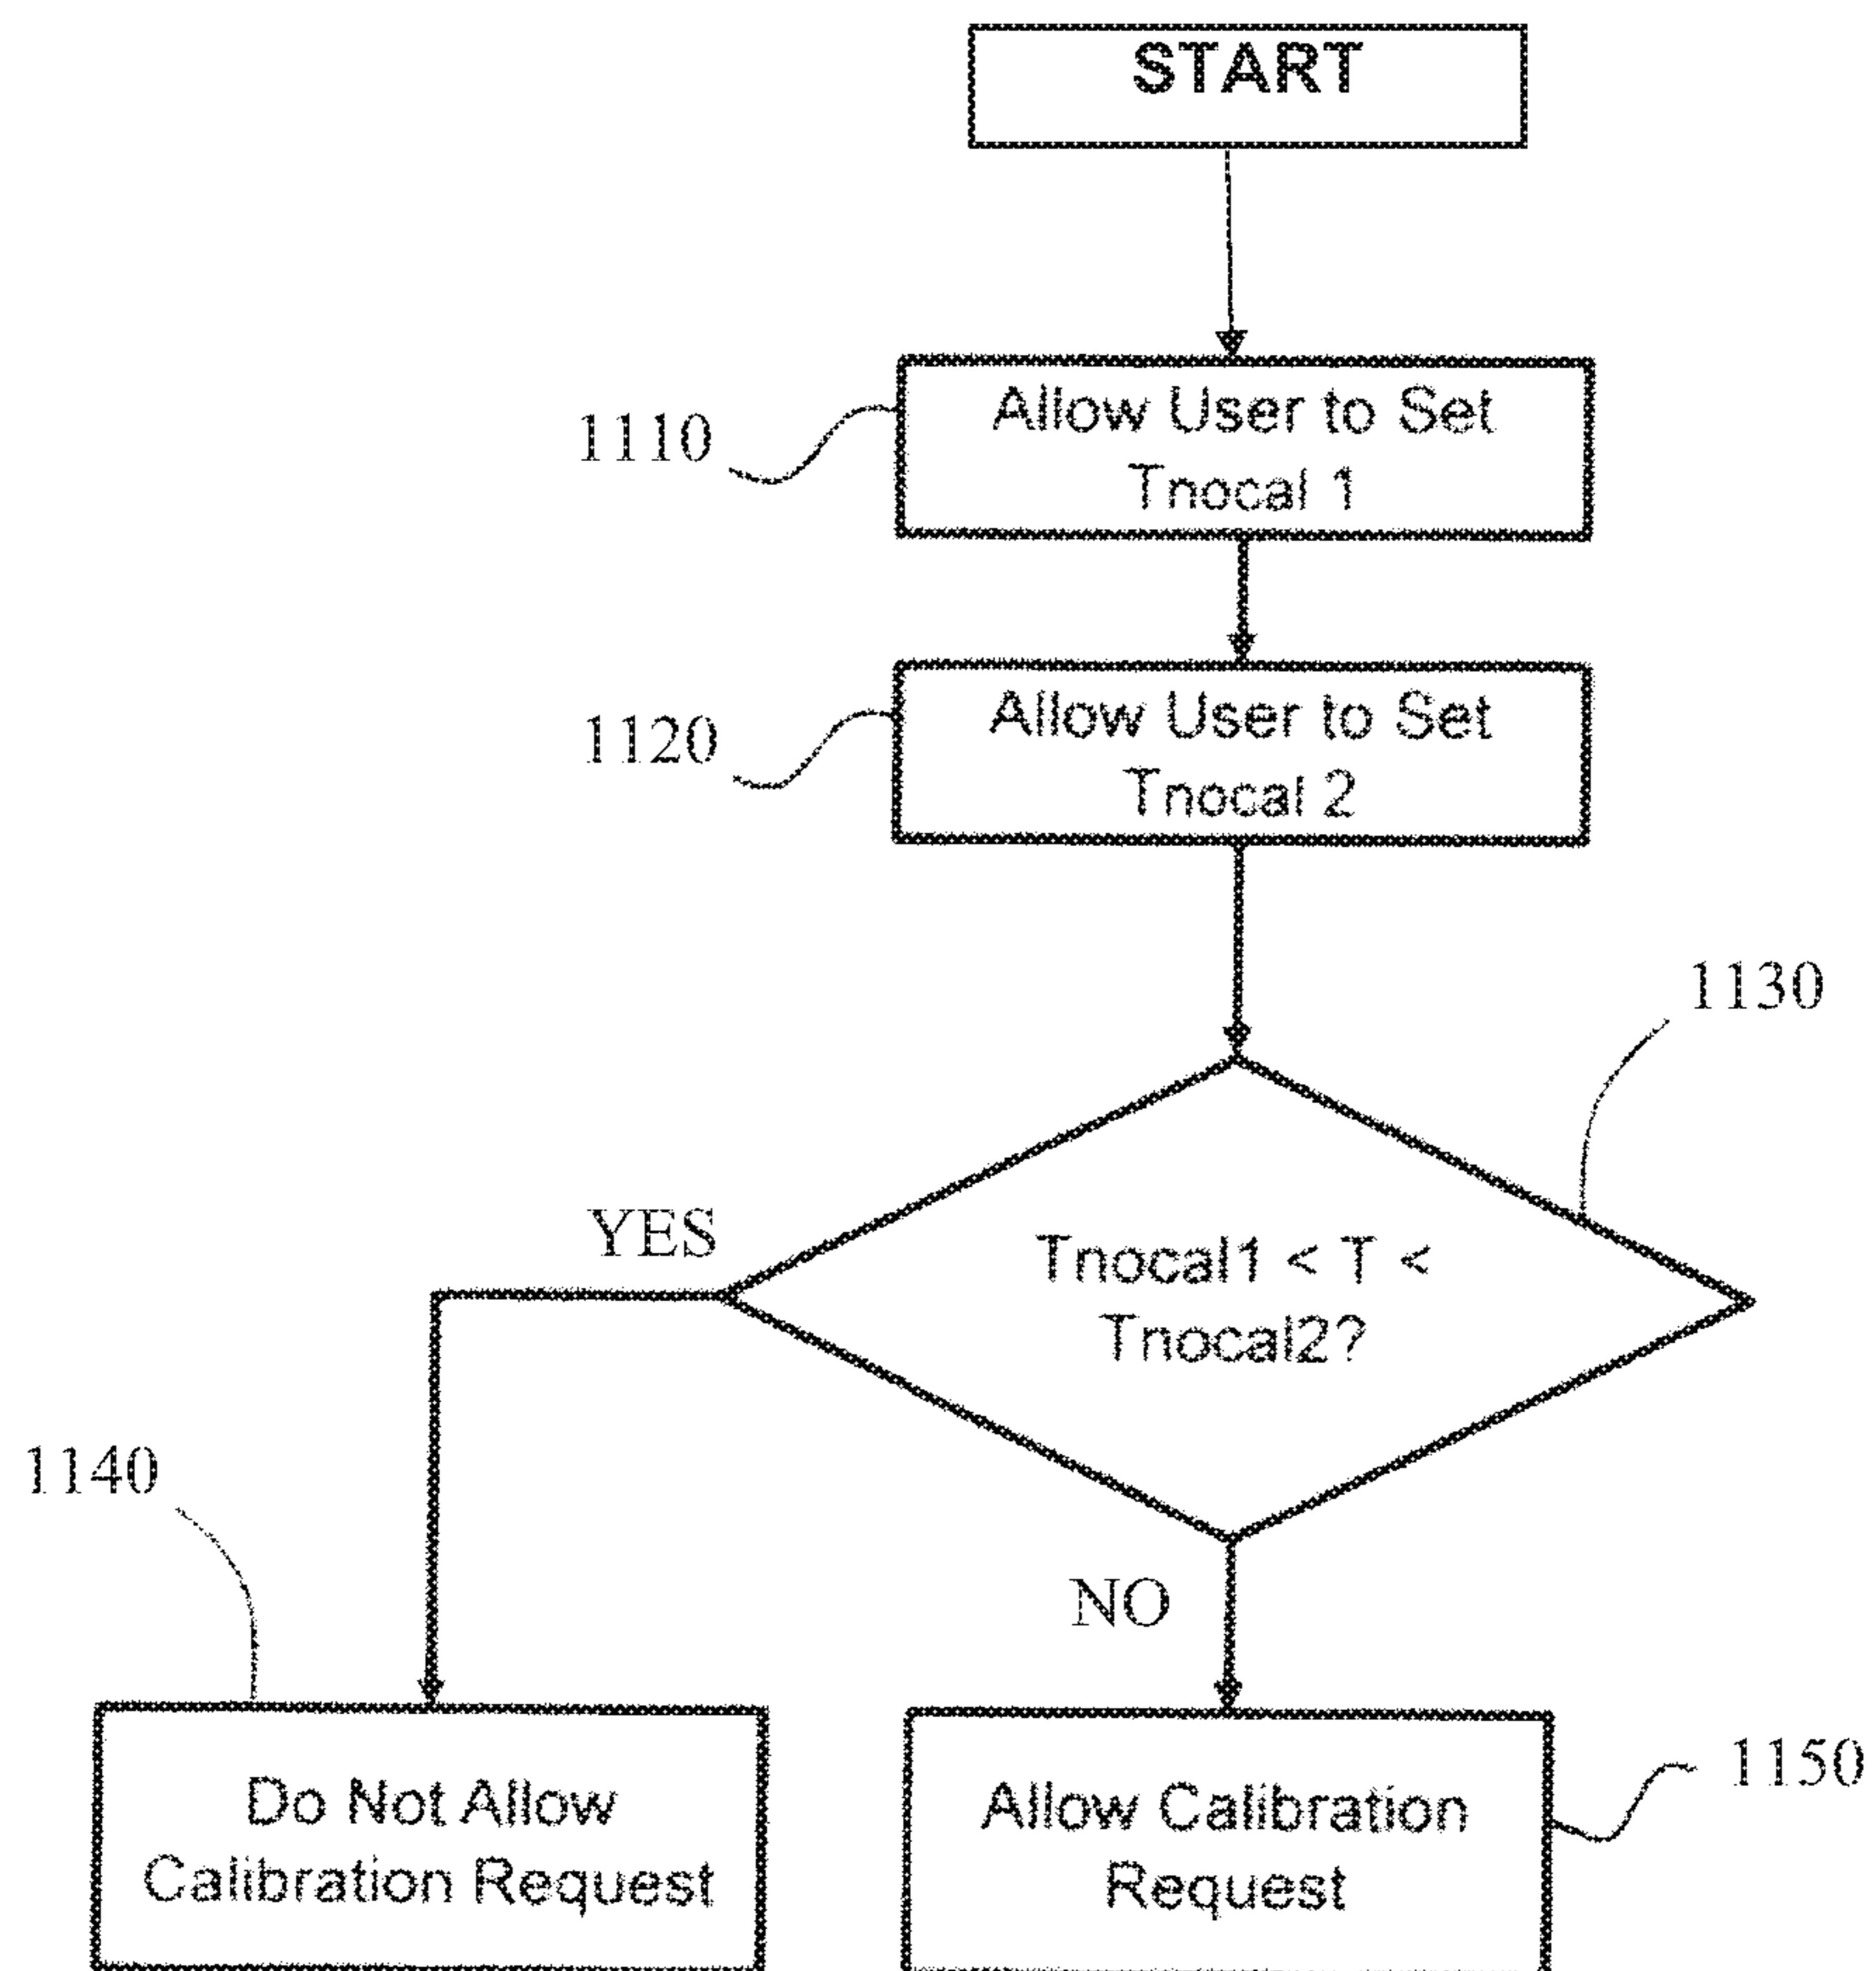 START
1110
Allow User to Set
Tnocal 1
1120
Allow User to Set
Tnocal 2
1130
YES
Tnocal1 < T <
Tnocal2?
1140
NO
Do Not Allow
Calibration Request
Allow Calibration
Request
1150